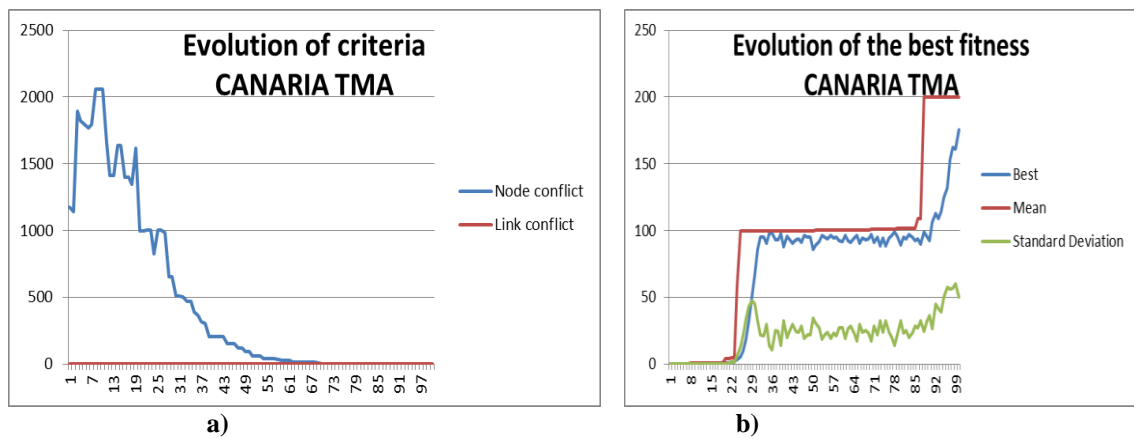 Evolution of criteria
CANARIA TMA
2500
2000
1500
1000
500
0
1 7 13 19 25 31 37 43 49 55 61 67 73 79 85 91 97
Node conflict
Link conflict
a)
Evolution of the best fitness
CANARIA TMA
250
200
150
100
50
0
1 8 15 22 29 36 43 50 57 64 71 78 85 92 99
Best
Mean
Standard Deviation
b)